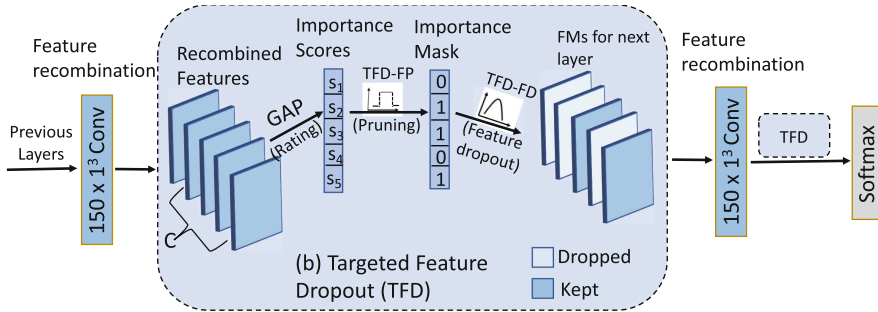 Feature
recombination
Previous
Layers
150 x 1³ Conv
Recombined
Features
C
GAP
(Rating)
Importance
Scores
S1
S2
S3
S4
S5
TFD-FP
(Pruning)
Importance
Mask
0
1
1
0
1
TFD-FD
(Feature
dropout)
FMs for next
layer
(b) Targeted Feature
Dropout (TFD)
Dropped
Kept
Feature
recombination
150 x 1³ Conv
TFD
Softmax